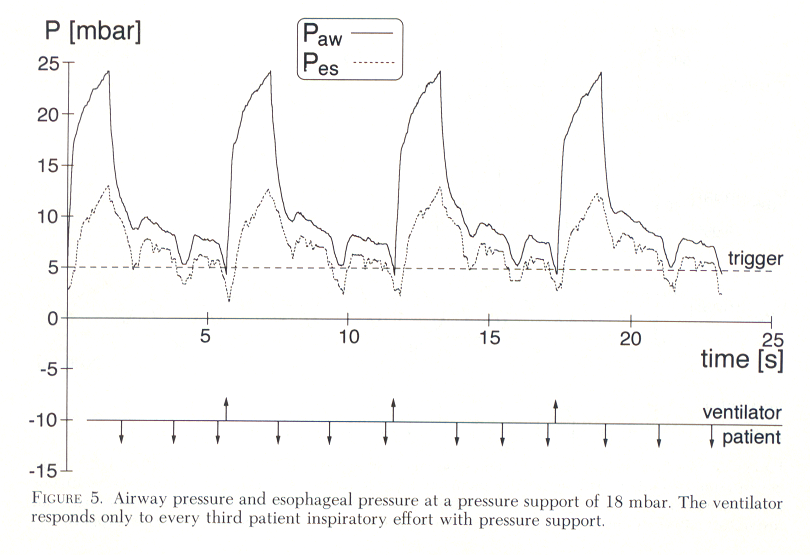 P [mbar]
Paw
Pes
25
20
15
10
5
0
-5
-10
-15
5
10
15
20
25
time [s]
trigger
ventilator
patient
FIGURE 5. Airway pressure and esophageal pressure at a pressure support of 18 mbar. The ventilator
responds only to every third patient inspiratory effort with pressure support.